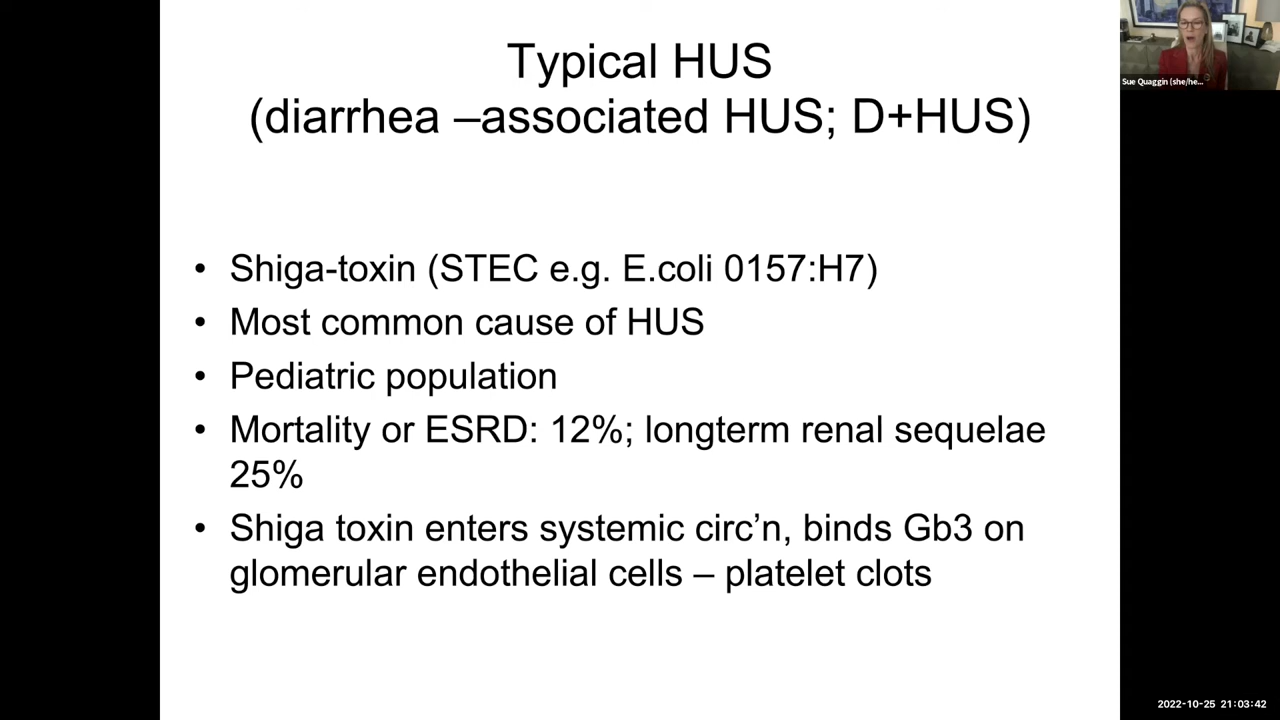 Typical HUS
(diarrhea –associated HUS; D+HUS)
• Shiga-toxin (STEC e.g. E.coli 0157:H7)
• Most common cause of HUS
• Pediatric population
• Mortality or ESRD: 12%; longterm renal sequelae
25%
• Shiga toxin enters systemic circ’n, binds Gb3 on
glomerular endothelial cells – platelet clots
Sue Quaggin (she/he...
2022-10-25 21:03:42